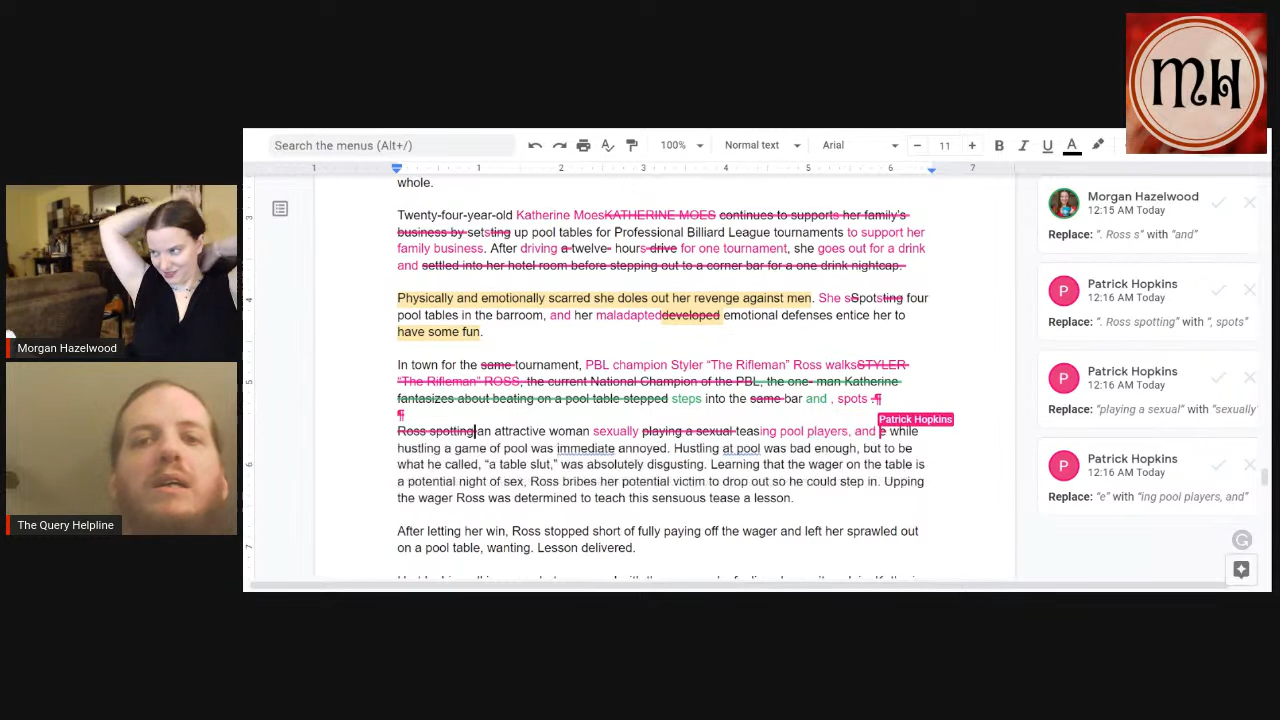 MH
Search the menus (Alt+/)
100%
Normal text
Arial
11
B I U A
1 1 2 3 4 5 6 7
whole.
Twenty-four-year-old Katherine MoesKATHERINE MOES continues to supports her family's
business by setsting up pool tables for Professional Billiard League tournaments to support her
family business. After driving a twelve- hours drive for one tournament, she goes out for a drink
and settled into her hotel room before stepping out to a corner bar for a one drink nightcap.
Physically and emotionally scarred she doles out her revenge against men. She sSpotsting four
pool tables in the barroom, and her maladapteddeveloped emotional defenses entice her to
have some fun.
In town for the same tournament, PBL champion Styler “The Rifleman” Ross walksSTYLER
“The Rifleman” ROSS, the current National Champion of the PBL, the one- man Katherine
fantasizes about beating on a pool table stepped steps into the same bar and , spots .¶
¶
Patrick Hopkins
Ross spottingan attractive woman sexually playing a sexual teasing pool players, and e while
hustling a game of pool was immediate annoyed. Hustling at pool was bad enough, but to be
what he called, “a table slut,” was absolutely disgusting. Learning that the wager on the table is
a potential night of sex, Ross bribes her potential victim to drop out so he could step in. Upping
the wager Ross was determined to teach this sensuous tease a lesson.
After letting her win, Ross stopped short of fully paying off the wager and left her sprawled out
on a pool table, wanting. Lesson delivered.
3
4
5
6
7
Morgan Hazelwood
12:15 AM Today
Replace: “. Ross s” with “and”
P
Patrick Hopkins
12:16 AM Today
Replace: “. Ross spotting” with “, spots”
P
Patrick Hopkins
12:16 AM Today
Replace: “playing a sexual” with “sexually
P
Patrick Hopkins
12:16 AM Today
Replace: “e” with “ing pool players, and”
Morgan Hazelwood
The Query Helpline